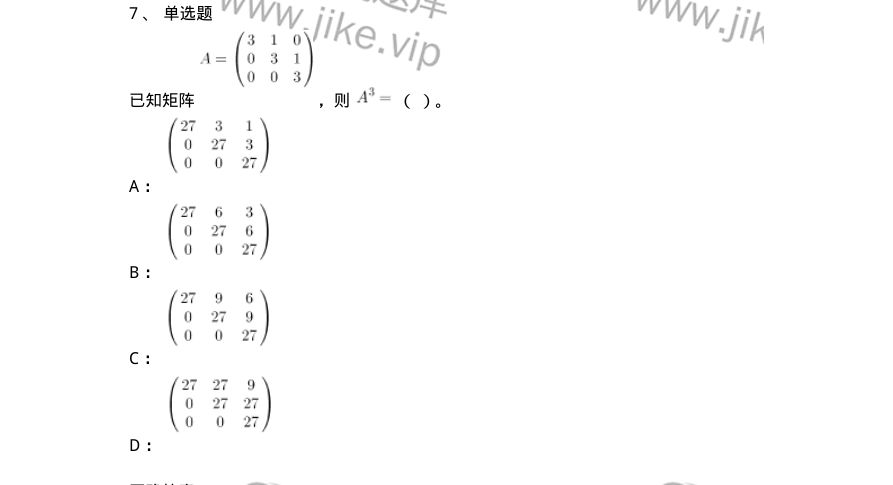 7、 单选题
www.jike.vip
www.jik
A = ( 3 1 0
0 3 1
0 0 3 )
已知矩阵 ，则 A³ = （ ）。
( 27 3 1
0 27 3
0 0 27 )
A：
( 27 6 3
0 27 6
0 0 27 )
B：
( 27 9 6
0 27 9
0 0 27 )
C：
( 27 27 9
0 27 27
0 0 27 )
D：